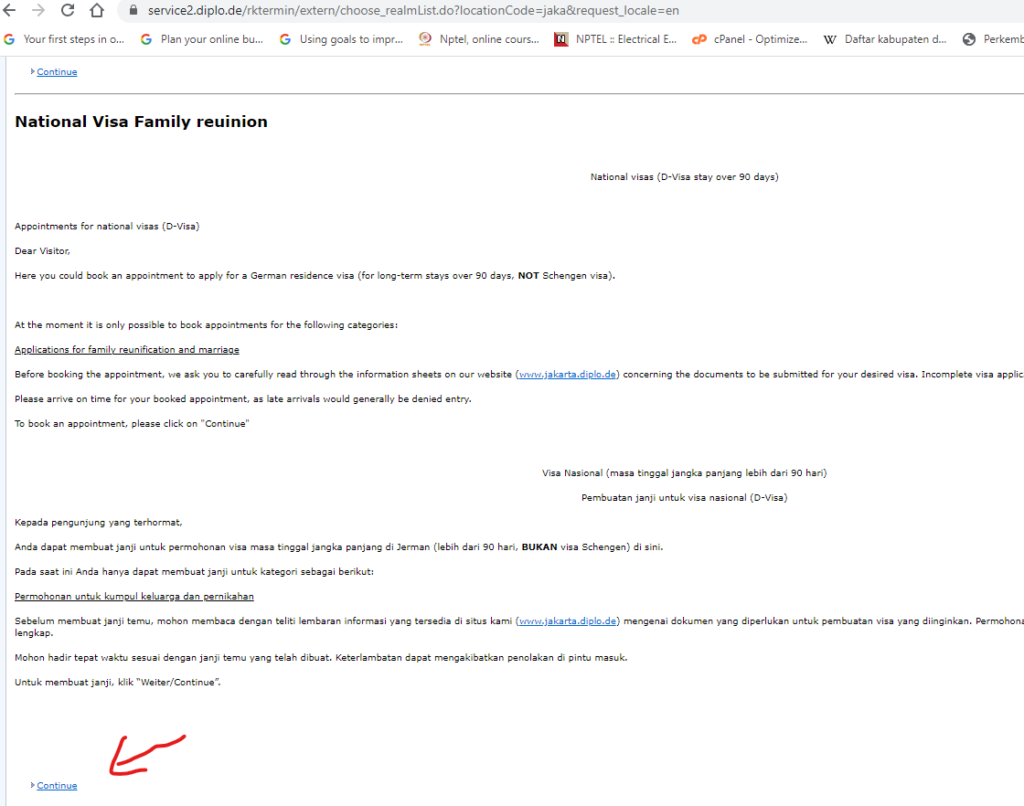 service2.diplo.de/rktermin/extern/choose_realmList.do?locationCode=jaka&request_locale=en
Your first steps in o... Plan your online bu... Using goals to impr... Nptel, online cours... NPTEL :: Electrical E... cPanel - Optimize... Daftar kabupaten d... Perkemb
Continue
National Visa Family reuinion
National visas (D-Visa stay over 90 days)
Appointments for national visas (D-Visa)
Dear Visitor,
Here you could book an appointment to apply for a German residence visa (for long-term stays over 90 days, NOT Schengen visa).
At the moment it is only possible to book appointments for the following categories:
Applications for family reunification and marriage
Before booking the appointment, we ask you to carefully read through the information sheets on our website (www.jakarta.diplo.de) concerning the documents to be submitted for your desired visa. Incomplete visa applic
Please arrive on time for your booked appointment, as late arrivals would generally be denied entry.
To book an appointment, please click on "Continue"
Visa Nasional (masa tinggal jangka panjang lebih dari 90 hari)
Pembuatan janji untuk visa nasional (D-Visa)
Kepada pengunjung yang terhormat,
Anda dapat membuat janji untuk permohonan visa masa tinggal jangka panjang di Jerman (lebih dari 90 hari, BUKAN visa Schengen) di sini.
Pada saat ini Anda hanya dapat membuat janji untuk kategori sebagai berikut:
Permohonan untuk kumpul keluarga dan pernikahan
Sebelum membuat janji temu, mohon membaca dengan teliti lembaran informasi yang tersedia di situs kami (www.jakarta.diplo.de) mengenai dokumen yang diperlukan untuk pembuatan visa yang diinginkan. Permohona
lengkap.
Mohon hadir tepat waktu sesuai dengan janji temu yang telah dibuat. Keterlambatan dapat mengakibatkan penolakan di pintu masuk.
Untuk membuat janji, klik "Weiter/Continue".
Continue